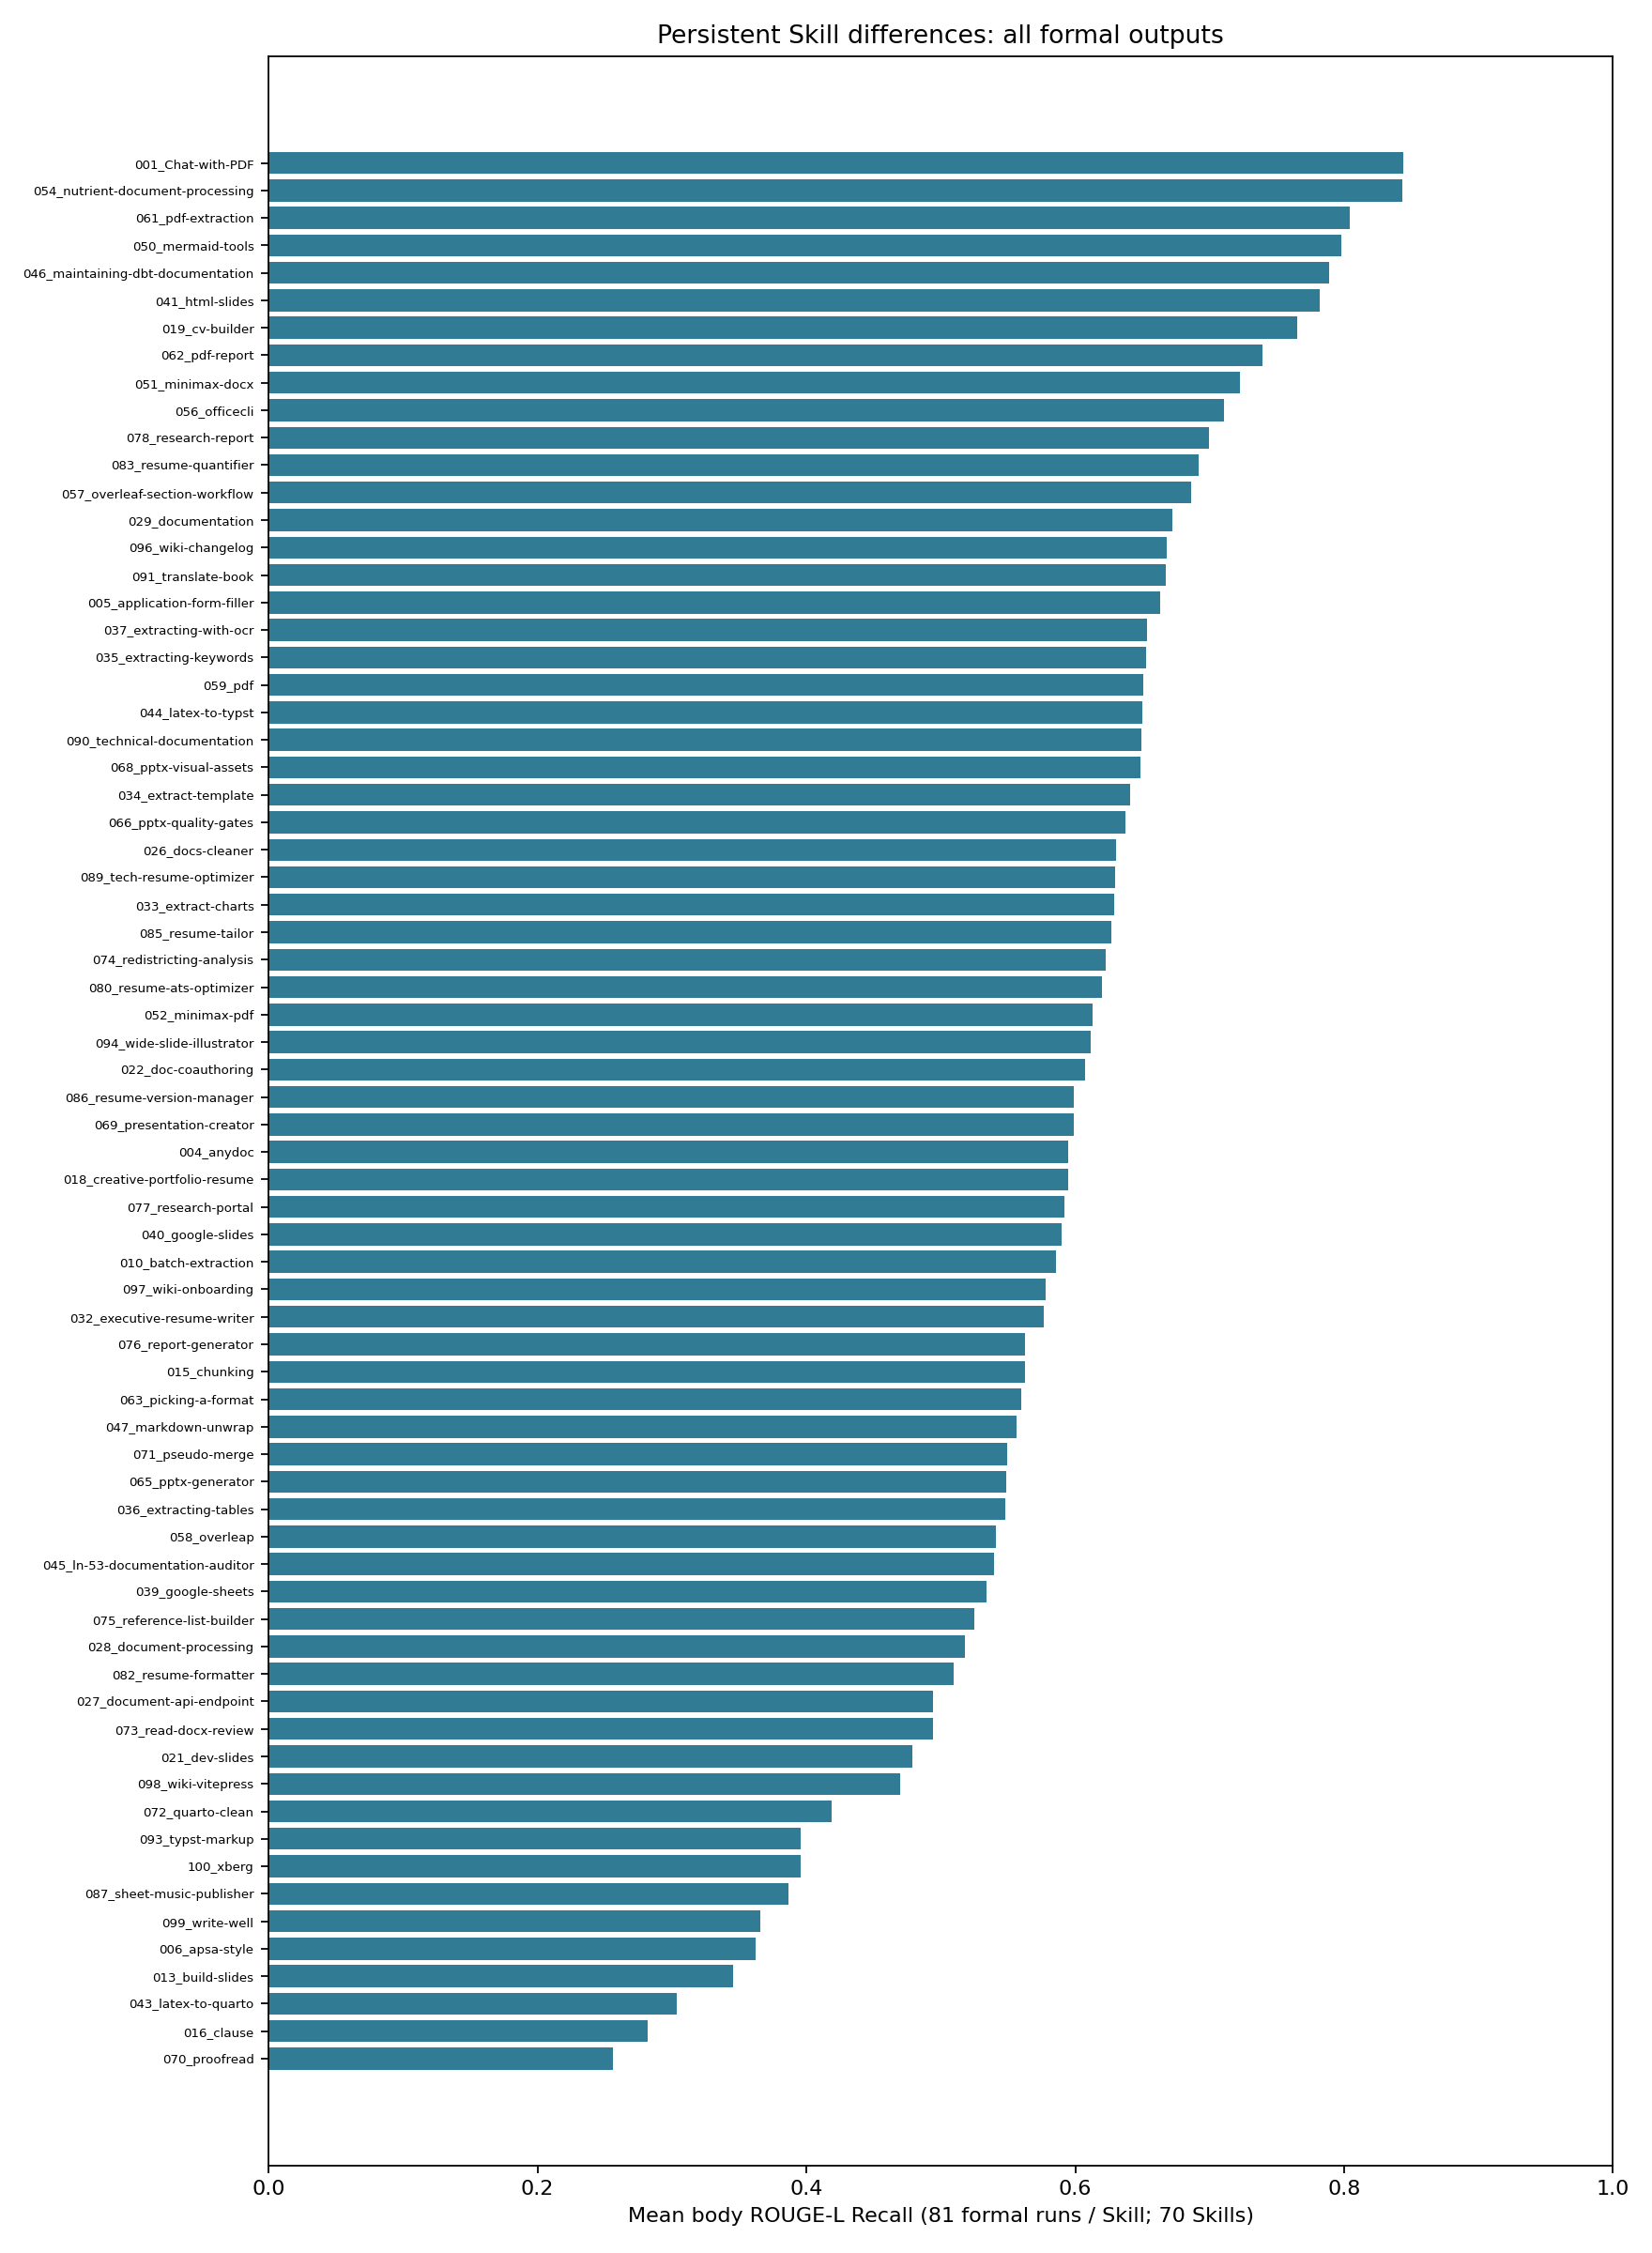 Persistent Skill differences: all formal outputs
001_Chat-with-PDF
054_nutrient-document-processing
061_pdf-extraction
050_mermaid-tools
046_maintaining-dbt-documentation
041_html-slides
019_cv-builder
062_pdf-report
051_minimax-docx
056_officecli
078_research-report
083_resume-quantifier
057_overleaf-section-workflow
029_documentation
096_wiki-changelog
091_translate-book
005_application-form-filler
037_extracting-with-ocr
035_extracting-keywords
059_pdf
044_latex-to-typst
090_technical-documentation
068_pptx-visual-assets
034_extract-template
066_pptx-quality-gates
026_docs-cleaner
089_tech-resume-optimizer
033_extract-charts
085_resume-tailor
074_redistricting-analysis
080_resume-ats-optimizer
052_minimax-pdf
094_wide-slide-illustrator
022_doc-coauthoring
086_resume-version-manager
069_presentation-creator
004_anydoc
018_creative-portfolio-resume
077_research-portal
040_google-slides
010_batch-extraction
097_wiki-onboarding
032_executive-resume-writer
076_report-generator
015_chunking
063_picking-a-format
047_markdown-unwrap
071_pseudo-merge
065_pptx-generator
036_extracting-tables
058_overleap
045_ln-53-documentation-auditor
039_google-sheets
075_reference-list-builder
028_document-processing
082_resume-formatter
027_document-api-endpoint
073_read-docx-review
021_dev-slides
098_wiki-vitepress
072_quarto-clean
093_typst-markup
100_xberg
087_sheet-music-publisher
099_write-well
006_apsa-style
013_build-slides
043_latex-to-quarto
016_clause
070_proofread
0.0 0.2 0.4 0.6 0.8 1.0
Mean body ROUGE-L Recall (81 formal runs / Skill; 70 Skills)